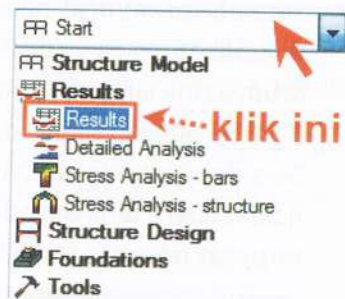 Start
Structure Model
Results
Results klik ini
Detailed Analysis
Stress Analysis - bars
Stress Analysis - structure
Structure Design
Foundations
Tools